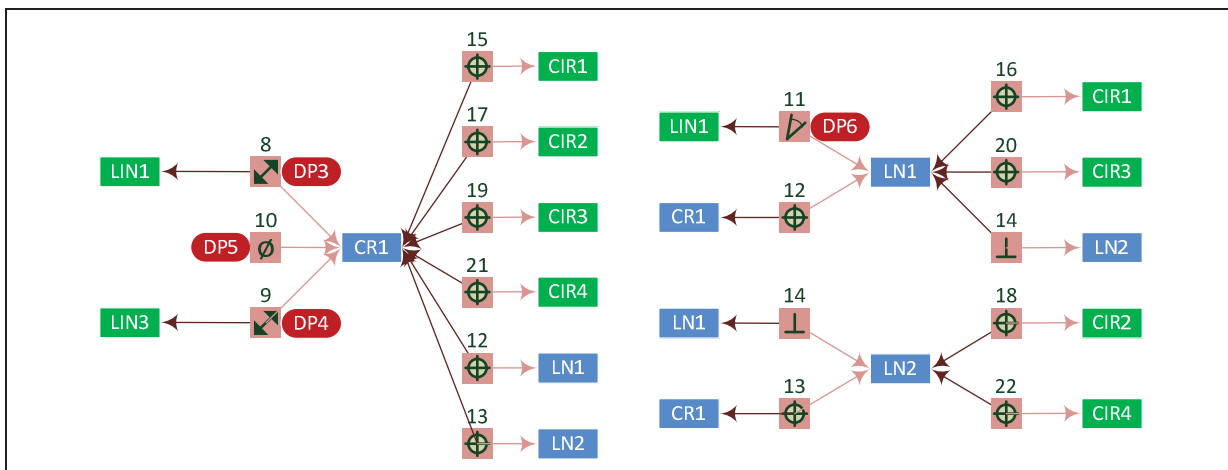 15
CIR1
17
CIR2
8
LIN1
DP3
19
CIR3
10
DP5
ø
CR1
21
CIR4
9
LIN3
DP4
12
LN1
13
LN2
16
CIR1
11
LIN1
DP6
20
LN1
CIR3
12
CR1
14
LN2
14
LN1
18
CIR2
LN2
13
CR1
22
CIR4